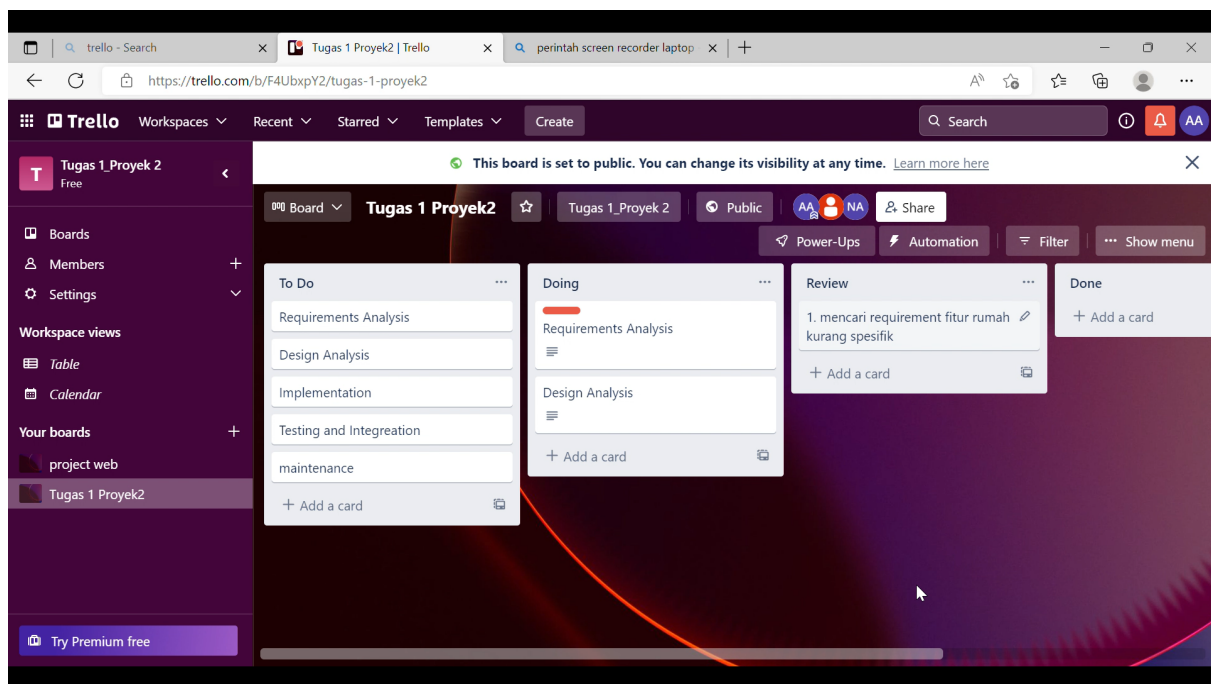 trello - Search
Tugas 1 Proyek2 | Trello
perintah screen recorder laptop
https://trello.com/b/F4UbxpY2/tugas-1-proyek2
Trello Workspaces Recent Starred Templates Create Search AA
T Tugas 1_Proyek 2
Free
This board is set to public. You can change its visibility at any time. Learn more here
Board Tugas 1 Proyek2 Tugas 1_Proyek 2 Public AA NA Share
Power-Ups Automation Filter Show menu
Boards
Members
Settings
Workspace views
Table
Calendar
Your boards
project web
Tugas 1 Proyek2
Try Premium free
To Do
Requirements Analysis
Design Analysis
Implementation
Testing and Integreation
maintenance
Add a card
Doing
Requirements Analysis
Design Analysis
Add a card
Review
1. mencari requirement fitur rumah
kurang spesifik
Add a card
Done
Add a card